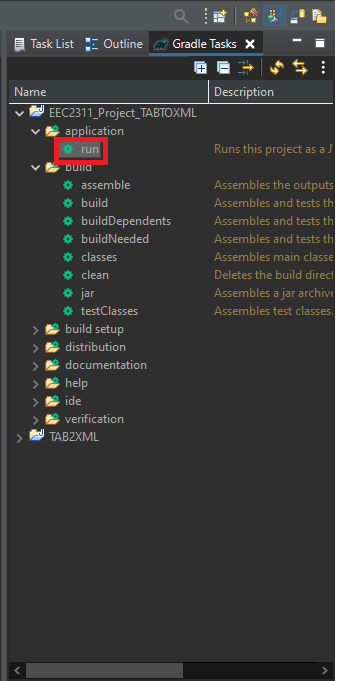 Task List Outline Gradle Tasks
Name Description
EEC2311_Project_TABTOXML
application
run Runs this project as a J
build
assemble Assembles the outputs
build Assembles and tests th
buildDependents Assembles and tests th
buildNeeded Assembles and tests th
classes Assembles main classe
clean Deletes the build direct
jar Assembles a jar archive
testClasses Assembles test classes.
build setup
distribution
documentation
help
ide
verification
TAB2XML